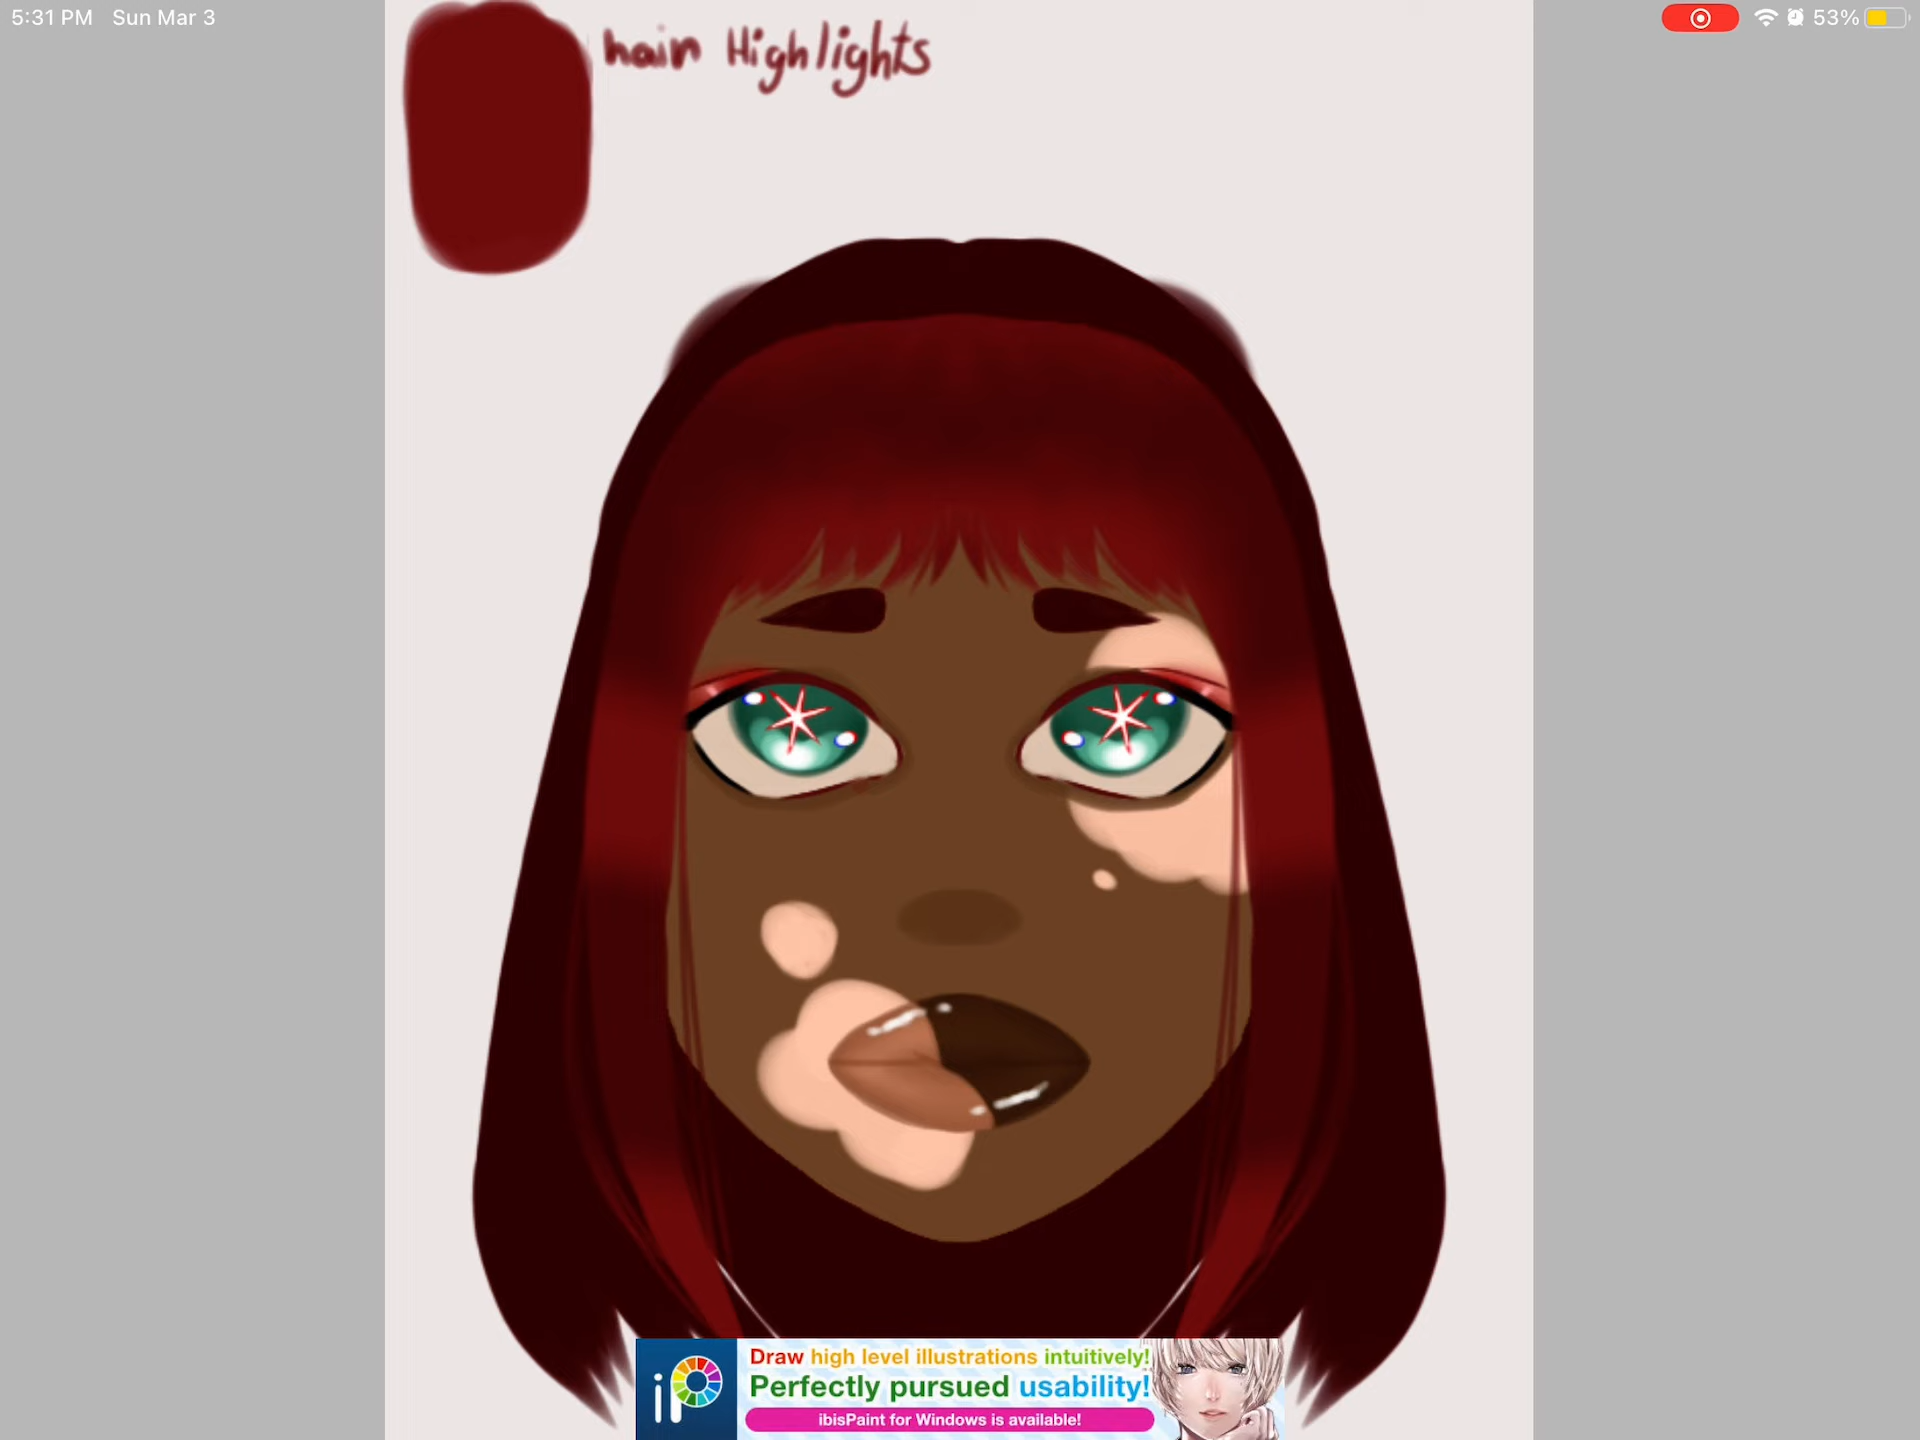 5:31 PM Sun Mar 3
53%
hair Highlights
iP
Draw high level illustrations intuitively!
Perfectly pursued usability!
ibisPaint for Windows is available!